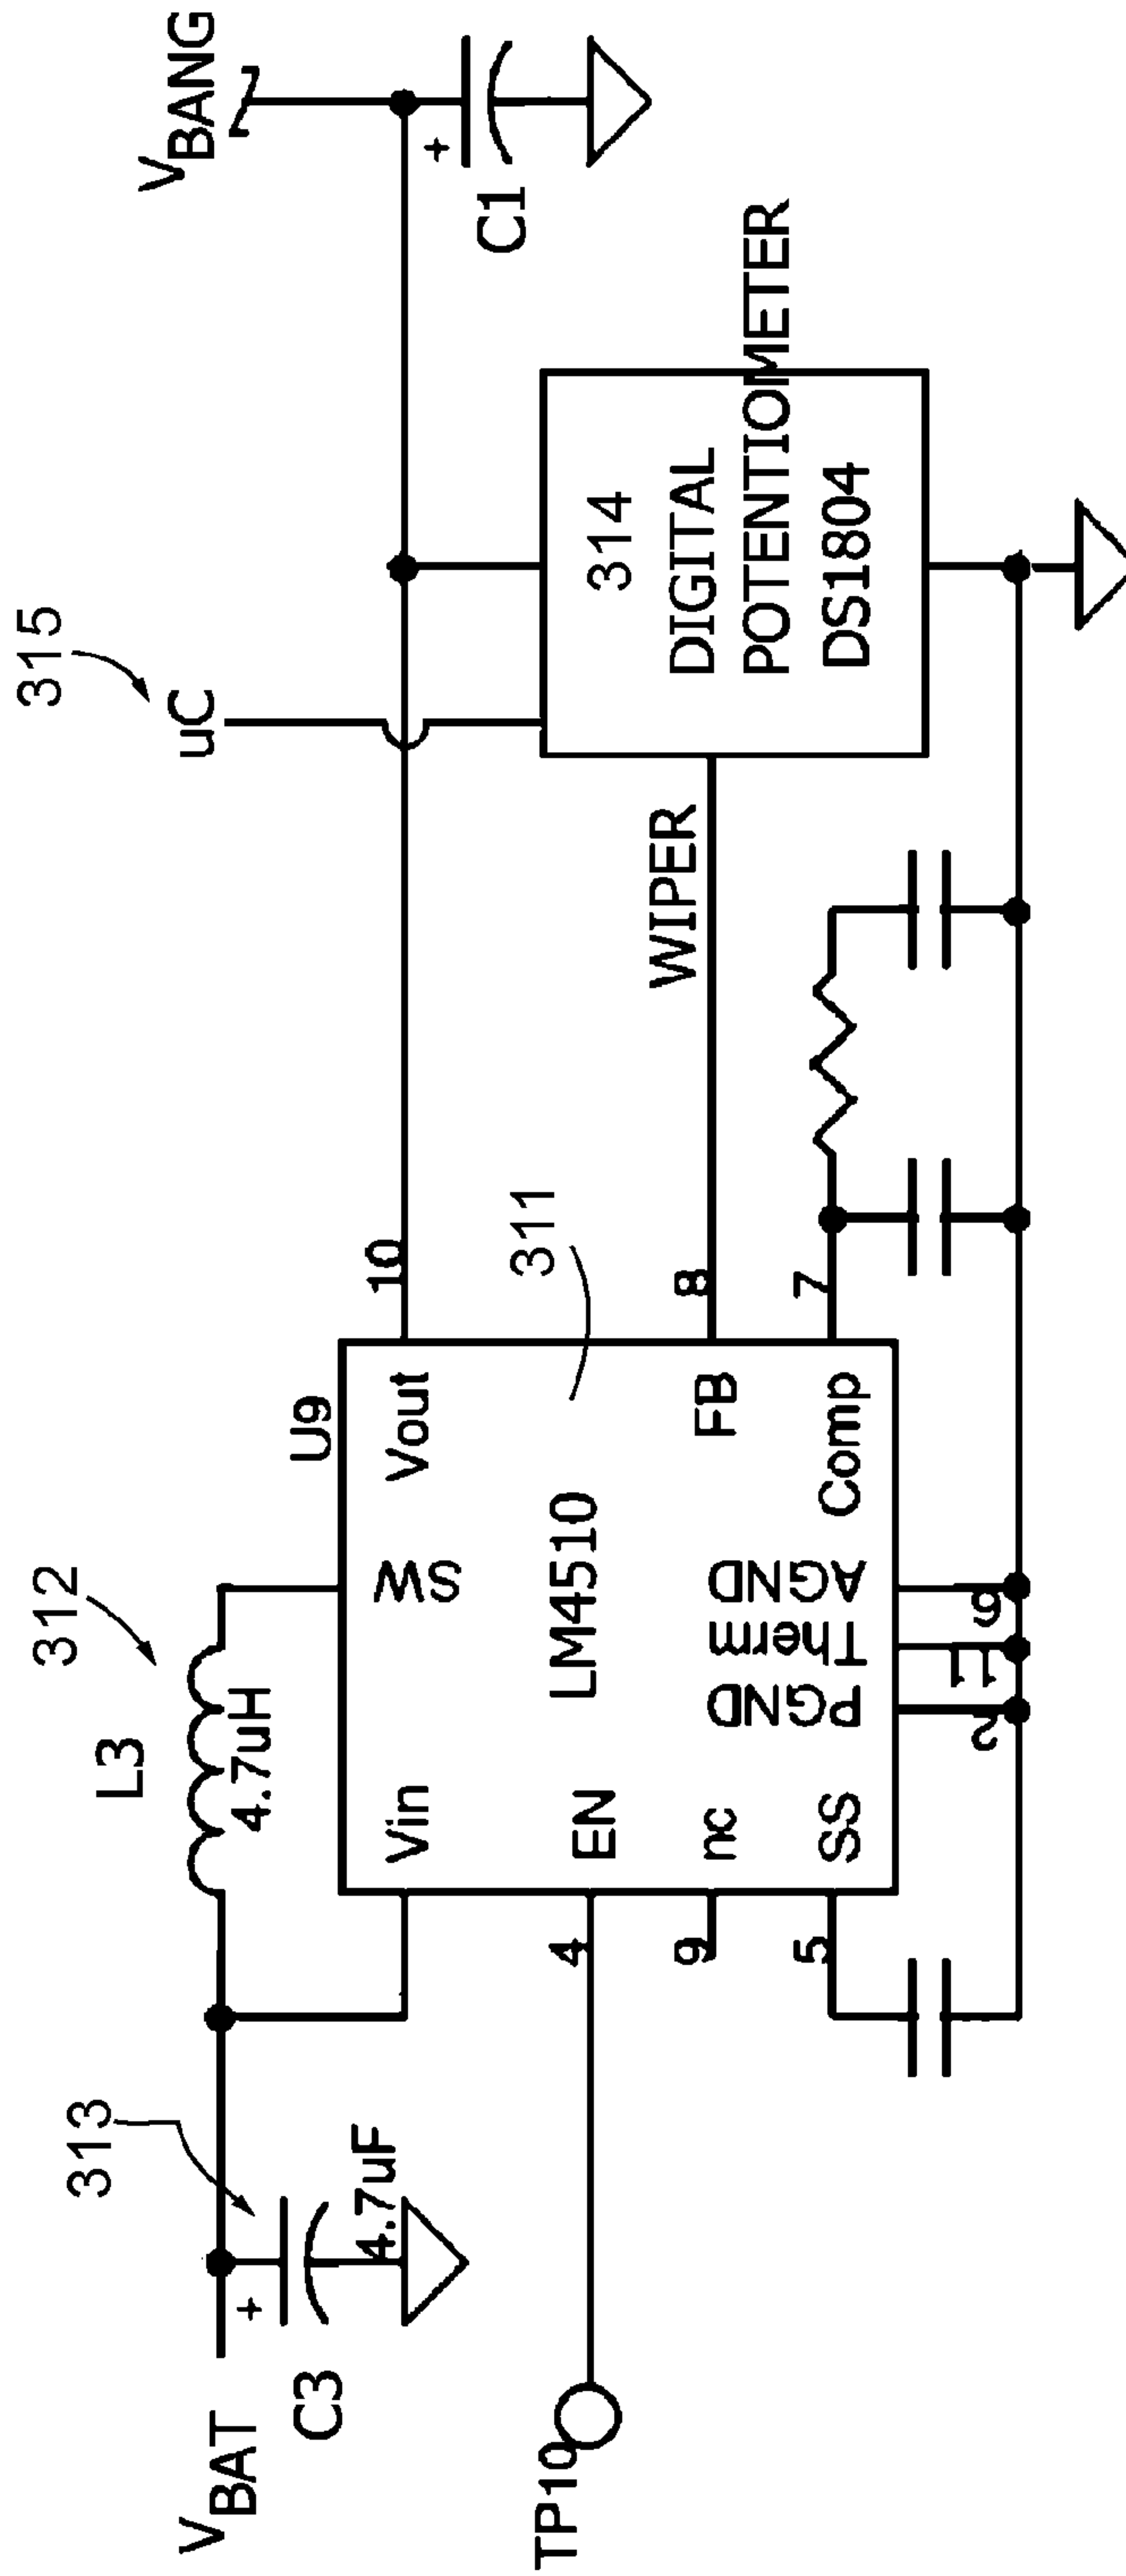 315
uC
V BANG
312
L3
4.7uH
U9
313
V BAT
+
C3
4.7uF
Vin
SW
Vout
10
311
LM4510
314
DIGITAL
POTENTIOMETER
DS1804
+
C1
TP10
4
EN
9
nc
FB
8
WIPER
5
SS
PGND
Therm
AGND
Comp
7
2
11
6